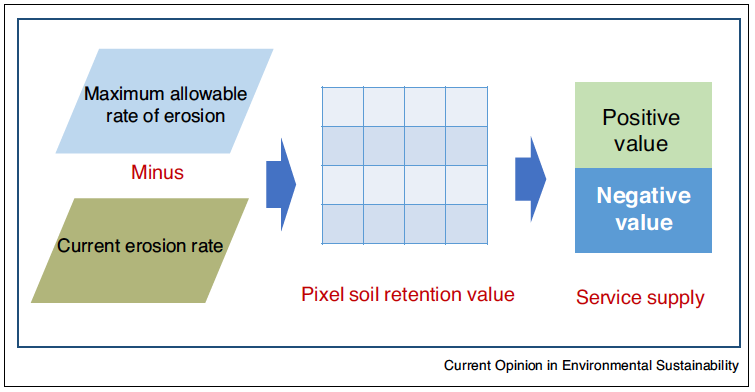 Maximum allowable
rate of erosion
Minus
Current erosion rate
Pixel soil retention value
Positive
value
Negative
value
Service supply
Current Opinion in Environmental Sustainability